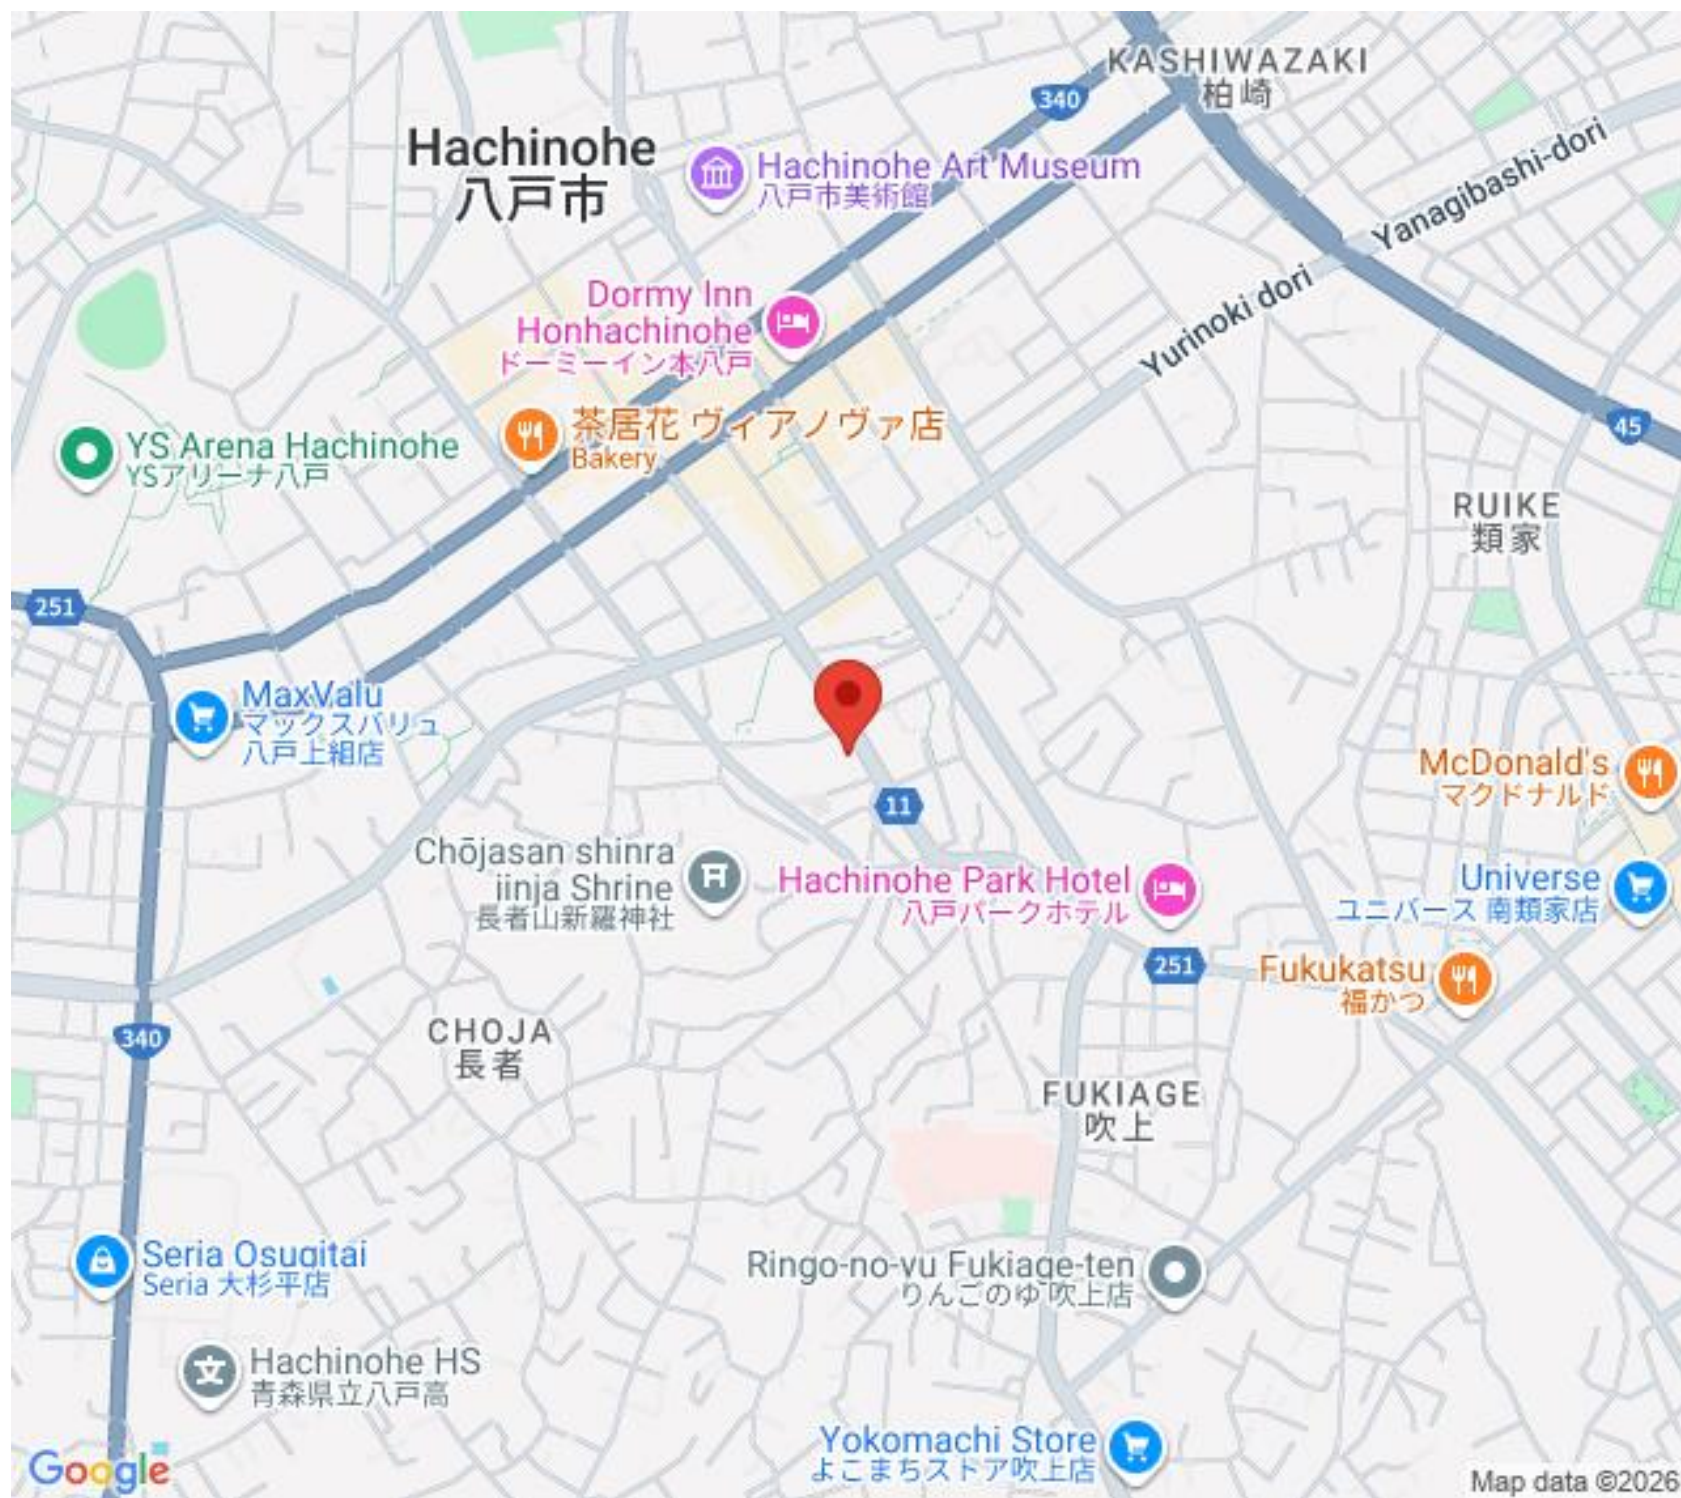 KASHIWAZAKI
柏崎
340
Hachinohe
八戸市
Hachinohe Art Museum
八戸市美術館
Yanagibashi-dori
Yurinoki dori
Dormy Inn
Honhachinohe
ドーミーイン本八戸
茶居花 ヴィアノヴァ店
Bakery
45
YS Arena Hachinohe
YSアリーナ八戸
RUIKE
類家
251
MaxValu
マックスバリュ
八戸上組店
McDonald's
マクドナルド
11
Chōjasan shinra
jinja Shrine
長者山新羅神社
Hachinohe Park Hotel
八戸パークホテル
Universe
ユニバース 南類家店
251
Fukukatsu
福かつ
340
CHOJA
長者
FUKIAGE
吹上
Seria Osugitai
Seria 大杉平店
Ringo-no-yu Fukiage-ten
りんごのゆ 吹上店
Hachinohe HS
青森県立八戸高
Yokomachi Store
よこまちストア吹上店
Google
Map data ©2026